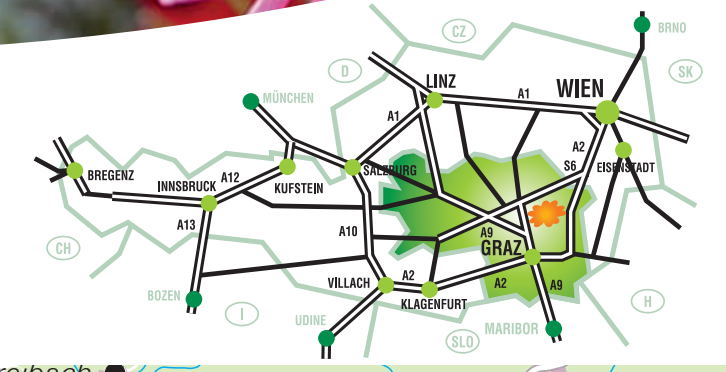 BRNO
CZ
D
SK
LINZ
WIEN
MÜNCHEN
A1
A1
A2
S6
BREGENZ
A12
SALZBURG
EISENSTADT
INNSBRUCK
KUFSTEIN
A13
A10
A9
GRAZ
CH
BOZEN
I
VILLACH
A2
KLAGENFURT
A2
A9
H
UDINE
MARIBOR
SLO